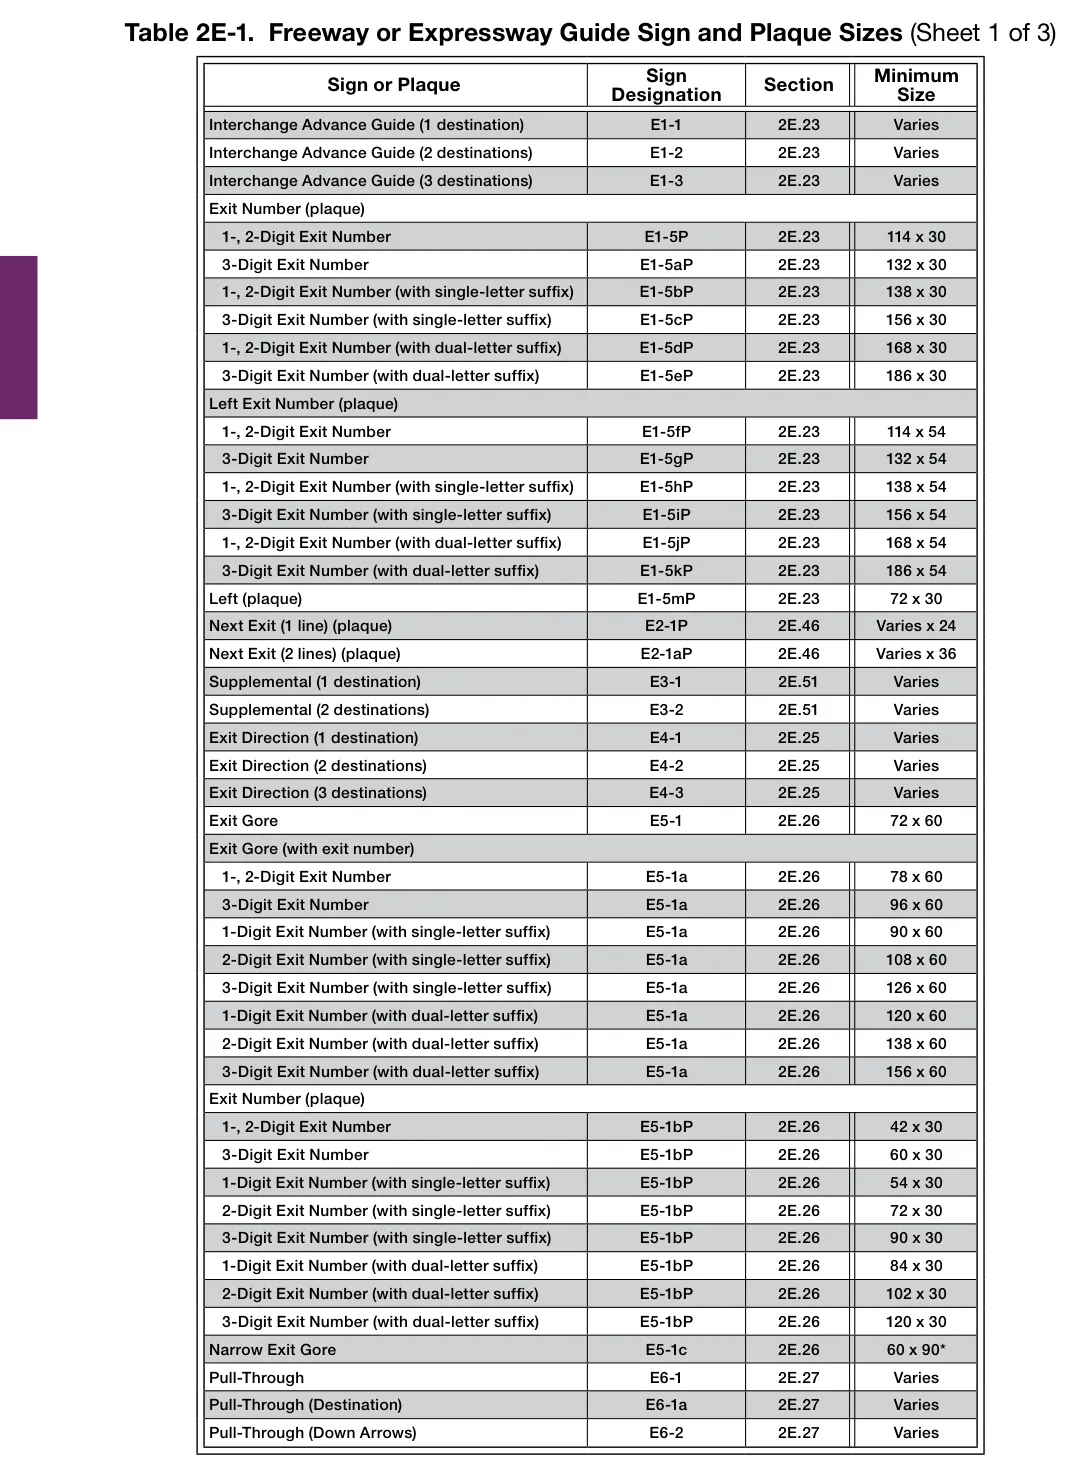 Table 2E-1. Freeway or Expressway Guide Sign and Plaque Sizes (Sheet 1 of 3)
Sign or Plaque Sign Designation Section Minimum Size
Interchange Advance Guide (1 destination) E1-1 2E.23 Varies
Interchange Advance Guide (2 destinations) E1-2 2E.23 Varies
Interchange Advance Guide (3 destinations) E1-3 2E.23 Varies
Exit Number (plaque)
1-, 2-Digit Exit Number E1-5P 2E.23 114 x 30
3-Digit Exit Number E1-5aP 2E.23 132 x 30
1-, 2-Digit Exit Number (with single-letter suffix) E1-5bP 2E.23 138 x 30
3-Digit Exit Number (with single-letter suffix) E1-5cP 2E.23 156 x 30
1-, 2-Digit Exit Number (with dual-letter suffix) E1-5dP 2E.23 168 x 30
3-Digit Exit Number (with dual-letter suffix) E1-5eP 2E.23 186 x 30
Left Exit Number (plaque)
1-, 2-Digit Exit Number E1-5fP 2E.23 114 x 54
3-Digit Exit Number E1-5gP 2E.23 132 x 54
1-, 2-Digit Exit Number (with single-letter suffix) E1-5hP 2E.23 138 x 54
3-Digit Exit Number (with single-letter suffix) E1-5iP 2E.23 156 x 54
1-, 2-Digit Exit Number (with dual-letter suffix) E1-5jP 2E.23 168 x 54
3-Digit Exit Number (with dual-letter suffix) E1-5kP 2E.23 186 x 54
Left (plaque) E1-5mP 2E.23 72 x 30
Next Exit (1 line) (plaque) E2-1P 2E.46 Varies x 24
Next Exit (2 lines) (plaque) E2-1aP 2E.46 Varies x 36
Supplemental (1 destination) E3-1 2E.51 Varies
Supplemental (2 destinations) E3-2 2E.51 Varies
Exit Direction (1 destination) E4-1 2E.25 Varies
Exit Direction (2 destinations) E4-2 2E.25 Varies
Exit Direction (3 destinations) E4-3 2E.25 Varies
Exit Gore E5-1 2E.26 72 x 60
Exit Gore (with exit number)
1-, 2-Digit Exit Number E5-1a 2E.26 78 x 60
3-Digit Exit Number E5-1a 2E.26 96 x 60
1-Digit Exit Number (with single-letter suffix) E5-1a 2E.26 90 x 60
2-Digit Exit Number (with single-letter suffix) E5-1a 2E.26 108 x 60
3-Digit Exit Number (with single-letter suffix) E5-1a 2E.26 126 x 60
1-Digit Exit Number (with dual-letter suffix) E5-1a 2E.26 120 x 60
2-Digit Exit Number (with dual-letter suffix) E5-1a 2E.26 138 x 60
3-Digit Exit Number (with dual-letter suffix) E5-1a 2E.26 156 x 60
Exit Number (plaque)
1-, 2-Digit Exit Number E5-1bP 2E.26 42 x 30
3-Digit Exit Number E5-1bP 2E.26 60 x 30
1-Digit Exit Number (with single-letter suffix) E5-1bP 2E.26 54 x 30
2-Digit Exit Number (with single-letter suffix) E5-1bP 2E.26 72 x 30
3-Digit Exit Number (with single-letter suffix) E5-1bP 2E.26 90 x 30
1-Digit Exit Number (with dual-letter suffix) E5-1bP 2E.26 84 x 30
2-Digit Exit Number (with dual-letter suffix) E5-1bP 2E.26 102 x 30
3-Digit Exit Number (with dual-letter suffix) E5-1bP 2E.26 120 x 30
Narrow Exit Gore E5-1c 2E.26 60 x 90*
Pull-Through E6-1 2E.27 Varies
Pull-Through (Destination) E6-1a 2E.27 Varies
Pull-Through (Down Arrows) E6-2 2E.27 Varies